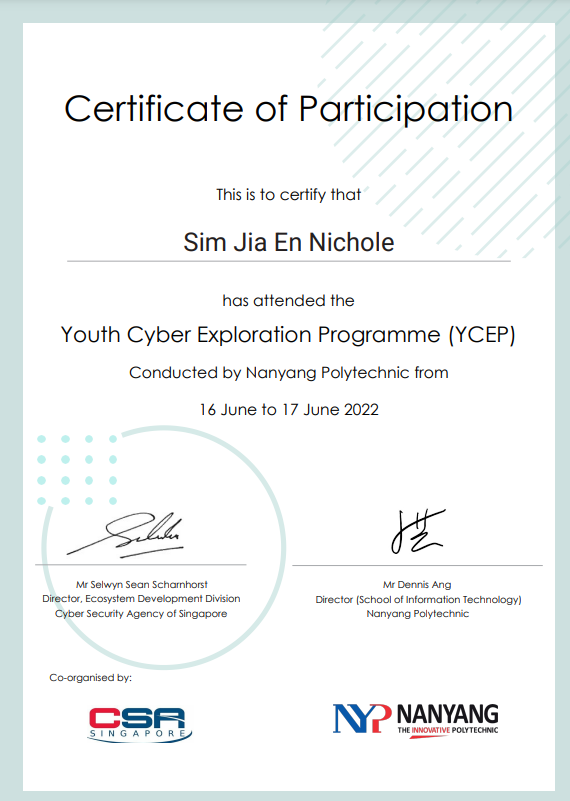 Certificate of Participation
This is to certify that
Sim Jia En Nichole
has attended the
Youth Cyber Exploration Programme (YCEP)
Conducted by Nanyang Polytechnic from
16 June to 17 June 2022
Mr Selwyn Sean Scharnhorst
Director, Ecosystem Development Division
Cyber Security Agency of Singapore
Mr Dennis Ang
Director (School of Information Technology)
Nanyang Polytechnic
Co-organised by:
CSA
SINGAPORE
NYP NANYANG
THE INNOVATIVE POLYTECHNIC